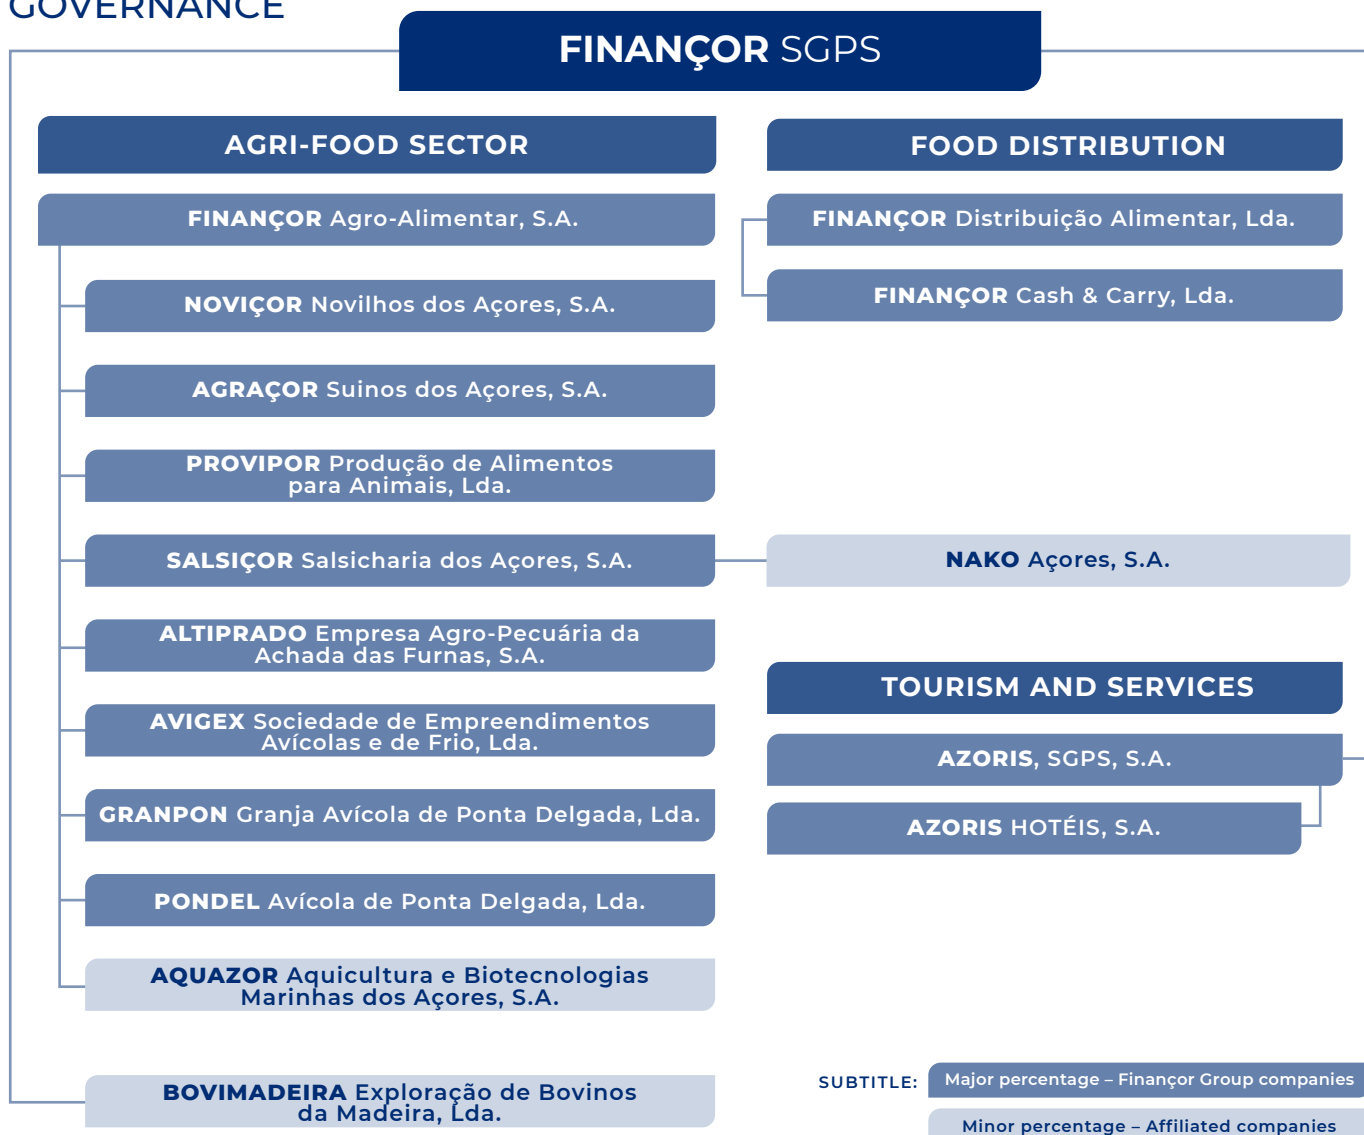 GOVERNANCE
FINANÇOR SGPS
AGRI-FOOD SECTOR
FINANÇOR Agro-Alimentar, S.A.
NOVIÇOR Novilhos dos Açores, S.A.
AGRAÇOR Suinos dos Açores, S.A.
PROVIPOR Produção de Alimentos
para Animais, Lda.
SALSIÇOR Salsicharia dos Açores, S.A.
ALTIPRADO Empresa Agro-Pecuária da
Achada das Furnas, S.A.
AVIGEX Sociedade de Empreendimentos
Avícolas e de Frio, Lda.
GRANPON Granja Avícola de Ponta Delgada, Lda.
PONDEL Avícola de Ponta Delgada, Lda.
AQUAZOR Aquicultura e Biotecnologias
Marinhas dos Açores, S.A.
BOVIMADEIRA Exploração de Bovinos
da Madeira, Lda.
FOOD DISTRIBUTION
FINANÇOR Distribuição Alimentar, Lda.
FINANÇOR Cash & Carry, Lda.
NAKO Açores, S.A.
TOURISM AND SERVICES
AZORIS, SGPS, S.A.
AZORIS HOTÉIS, S.A.
SUBTITLE:
Major percentage – Finançor Group companies
Minor percentage – Affiliated companies